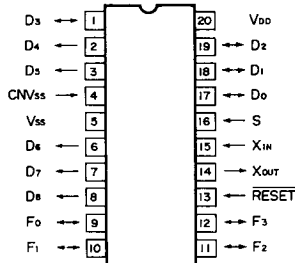 D3 1 20 VDD
D4 2 19 D2
D5 3 18 D1
CNVSS 4 17 D0
VSS 5 16 S
D6 6 15 XIN
D7 7 14 XOUT
D8 8 13 RESET
F0 9 12 F3
F1 10 11 F2